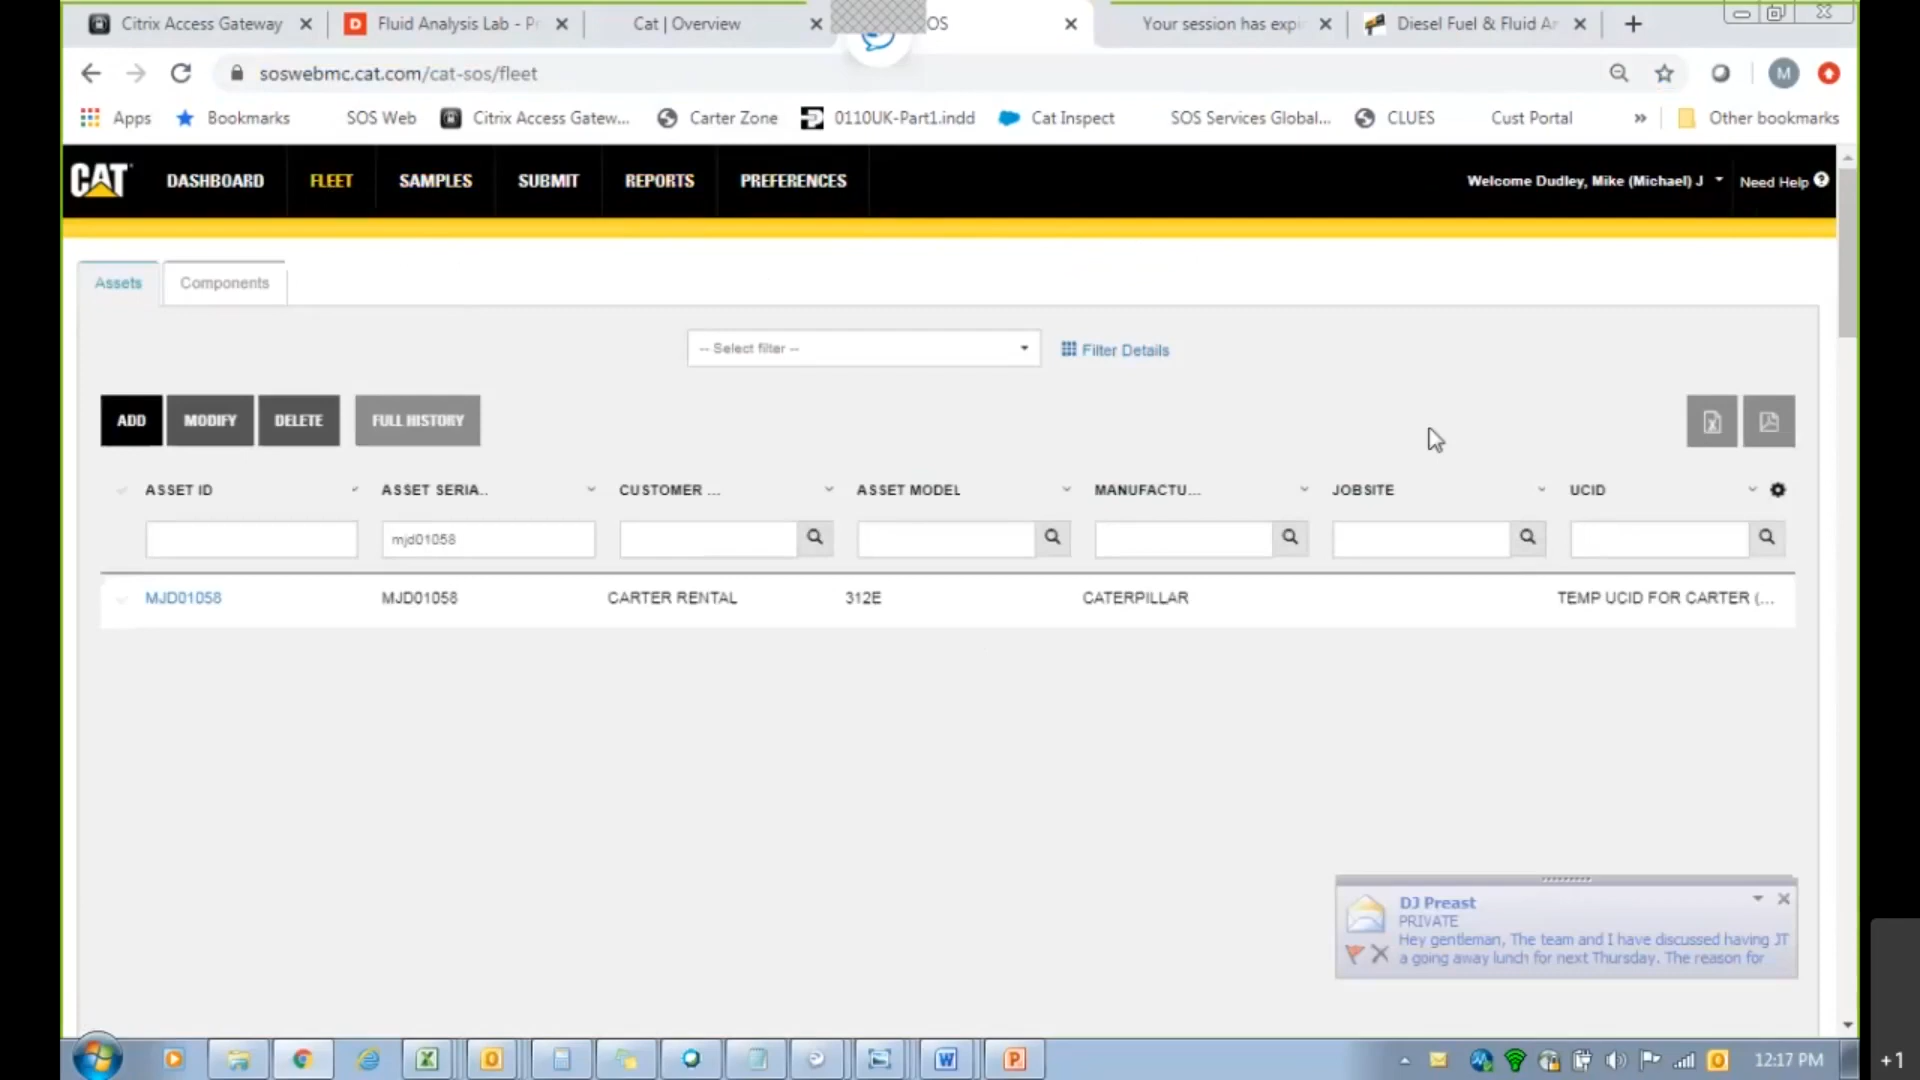 Citrix Access Gateway
Fluid Analysis Lab - P
Cat | Overview
OS
Your session has expi
Diesel Fuel & Fluid Ar
soswebmc.cat.com/cat-sos/fleet
M
Apps
Bookmarks
SOS Web
Citrix Access Gatew...
Carter Zone
0110UK-Part1.indd
Cat Inspect
SOS Services Global...
CLUES
Cust Portal
»
Other bookmarks
CAT
DASHBOARD
FLEET
SAMPLES
SUBMIT
REPORTS
PREFERENCES
Welcome Dudley, Mike (Michael) J
Need Help
Assets
Components
-- Select filter --
Filter Details
ADD
MODIFY
DELETE
FULL HISTORY
ASSET ID
ASSET SERIA..
CUSTOMER ...
ASSET MODEL
MANUFACTU...
JOBSITE
UCID
mjd01058
MJD01058
MJD01058
CARTER RENTAL
312E
CATERPILLAR
TEMP UCID FOR CARTER (...
DJ Preast
PRIVATE
Hey gentleman, The team and I have discussed having JT
a going away lunch for next Thursday. The reason for
12:17 PM
+1